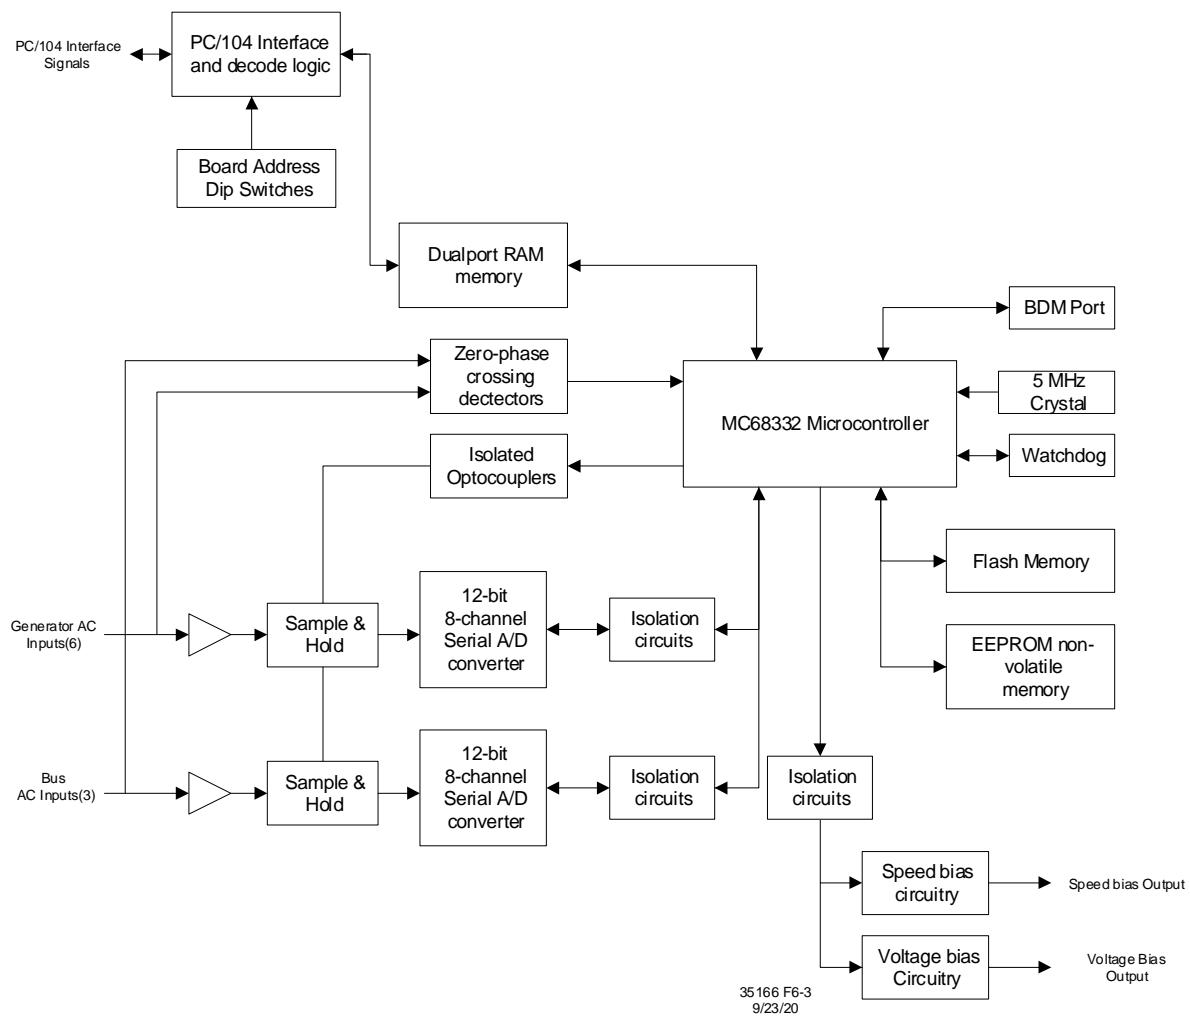 PC/104 Interface
Signals
PC/104 Interface
and decode logic
Board Address
Dip Switches
Dualport RAM
memory
BDM Port
Zero-phase
crossing
dectectors
5 MHz
Crystal
MC68332 Microcontroller
Isolated
Optocouplers
Watchdog
Flash Memory
Generator AC
Inputs(6)
Sample &
Hold
12-bit
8-channel
Serial A/D
converter
Isolation
circuits
EEPROM non-
volatile
memory
Bus
AC Inputs(3)
Sample &
Hold
12-bit
8-channel
Serial A/D
converter
Isolation
circuits
Isolation
circuits
Speed bias
circuitry
Speed bias Output
Voltage bias
Circuitry
Voltage Bias
Output
35166 F6-3
9/23/20